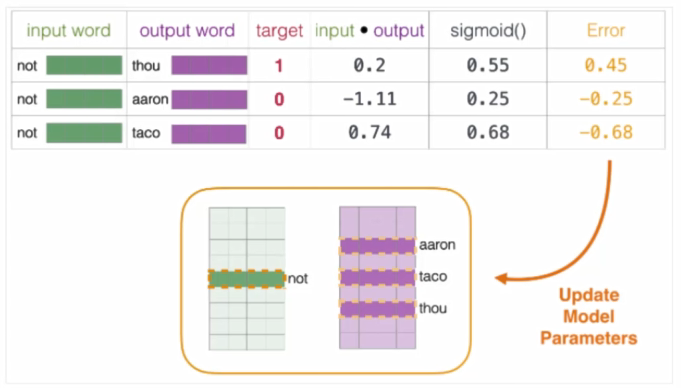 input word output word target input • output sigmoid() Error
not thou 1 0.2 0.55 0.45
not aaron 0 -1.11 0.25 -0.25
not taco 0 0.74 0.68 -0.68
aaron
not taco
thou
Update
Model
Parameters